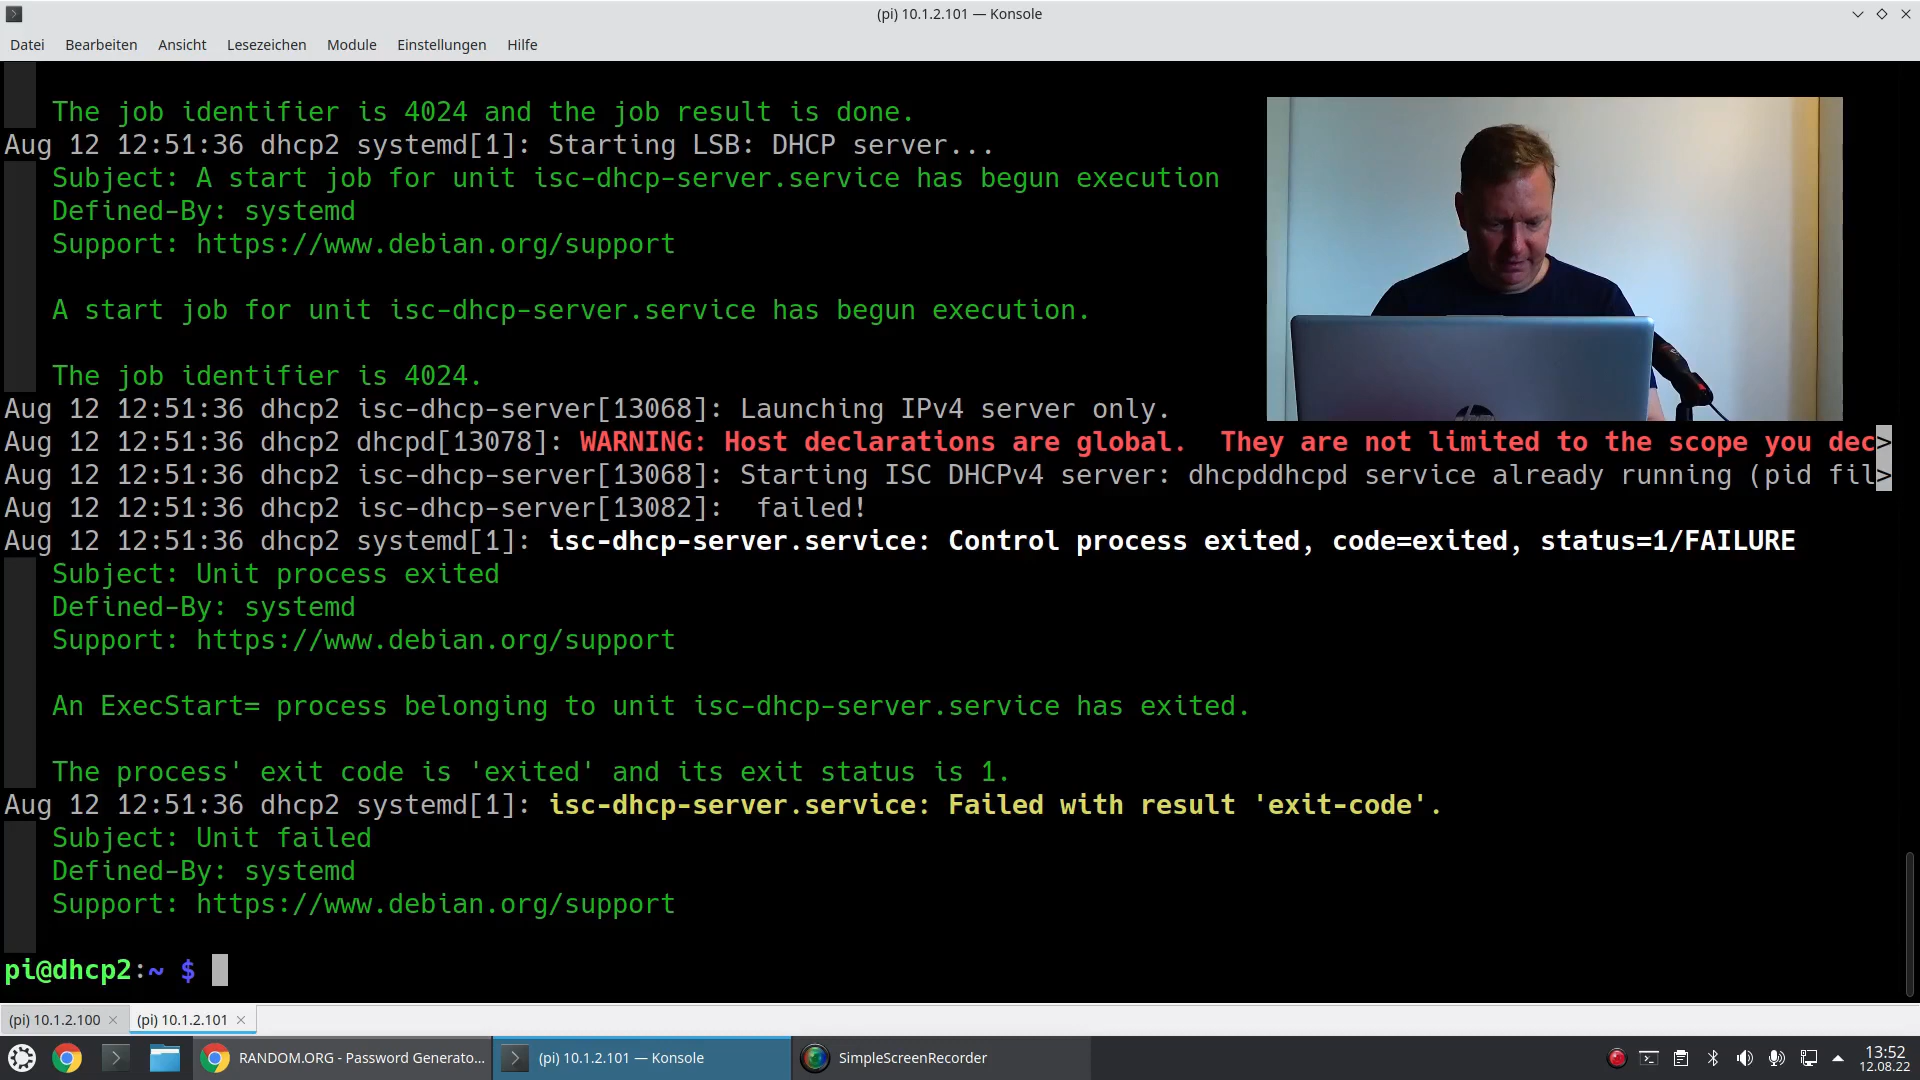 (pi) 10.1.2.101 — Konsole
Datei Bearbeiten Ansicht Lesezeichen Module Einstellungen Hilfe
The job identifier is 4024 and the job result is done.
Aug 12 12:51:36 dhcp2 systemd[1]: Starting LSB: DHCP server...
Subject: A start job for unit isc-dhcp-server.service has begun execution
Defined-By: systemd
Support: https://www.debian.org/support
A start job for unit isc-dhcp-server.service has begun execution.
The job identifier is 4024.
Aug 12 12:51:36 dhcp2 isc-dhcp-server[13068]: Launching IPv4 server only.
Aug 12 12:51:36 dhcp2 dhcpd[13078]: WARNING: Host declarations are global.  They are not limited to the scope you dec>
Aug 12 12:51:36 dhcp2 isc-dhcp-server[13068]: Starting ISC DHCPv4 server: dhcpddhcpd service already running (pid fil>
Aug 12 12:51:36 dhcp2 isc-dhcp-server[13082]:  failed!
Aug 12 12:51:36 dhcp2 systemd[1]: isc-dhcp-server.service: Control process exited, code=exited, status=1/FAILURE
Subject: Unit process exited
Defined-By: systemd
Support: https://www.debian.org/support
An ExecStart= process belonging to unit isc-dhcp-server.service has exited.
The process' exit code is 'exited' and its exit status is 1.
Aug 12 12:51:36 dhcp2 systemd[1]: isc-dhcp-server.service: Failed with result 'exit-code'.
Subject: Unit failed
Defined-By: systemd
Support: https://www.debian.org/support
pi@dhcp2:~ $
(pi) 10.1.2.100 (pi) 10.1.2.101
RANDOM.ORG - Password Generato... (pi) 10.1.2.101 — Konsole SimpleScreenRecorder 13:52
12.08.22